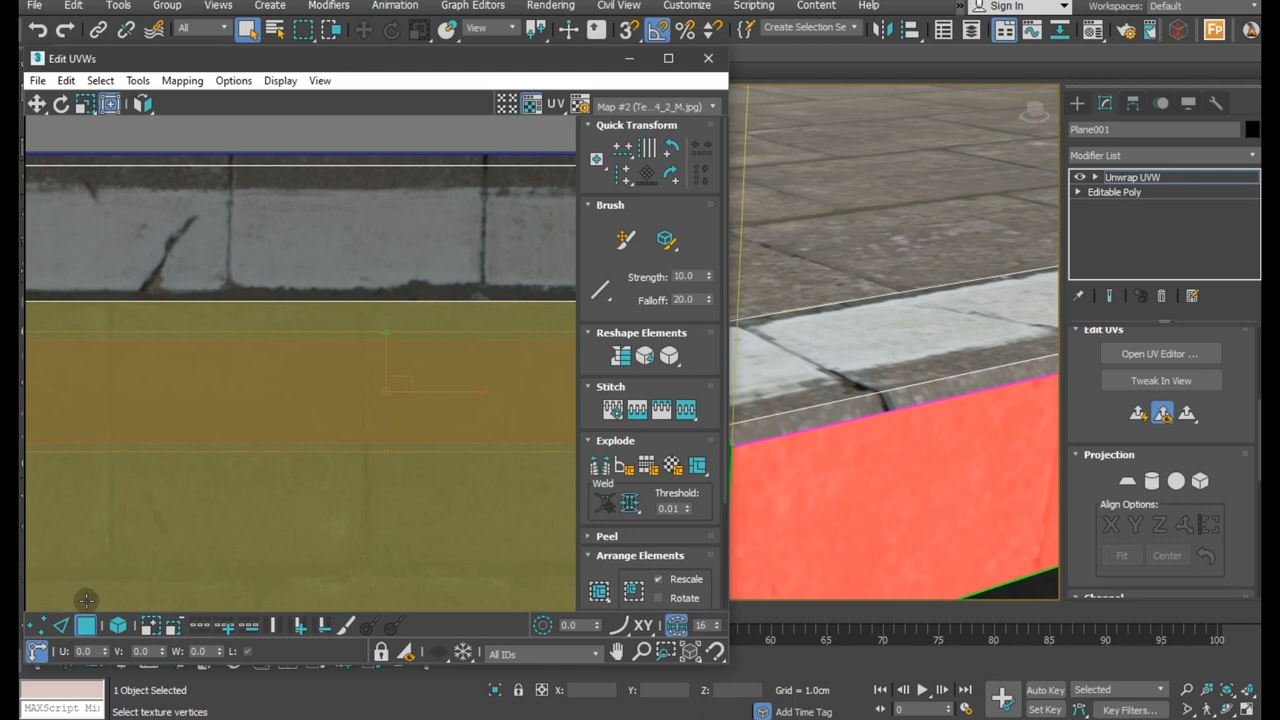 File Edit Tools Group Views Create Modifiers Animation Graph Editors Rendering Civil View Customize Scripting Content Help
Sign In Workspaces: Default
All View Create Selection Se
Edit UVWs
File Edit Select Tools Mapping Options Display View
UV Map #2 (Te...4_2_M.jpg)
Quick Transform
Brush
Strength: 10.0
Falloff: 20.0
Reshape Elements
Stitch
Explode
Weld
Threshold:
0.01
Peel
Arrange Elements
Rescale
Rotate
0.0 XY 16
U: 0.0 V: 0.0 W: 0.0 L:
All IDs
Plane001
Modifier List
Unwrap UVW
Editable Poly
Edit UVs
Open UV Editor ...
Tweak In View
Projection
Align Options:
X Y Z
Fit Center
60 65 70 75 80 85 90 95 100
1 Object Selected
X: Y: Z: Grid = 1.0cm
Auto Key Selected
MAXScript Mi
Select texture vertices
Add Time Tag
0
Set Key Key Filters...